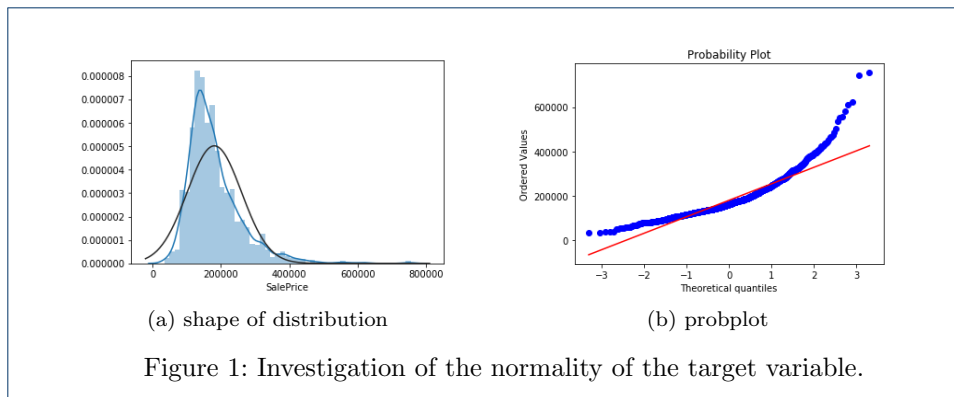 0.000008
0.000007
0.000006
0.000005
0.000004
0.000003
0.000002
0.000001
0.000000
0 200000 400000 600000 800000
SalePrice
(a) shape of distribution
Probability Plot
Ordered Values
600000
400000
200000
0
−3 −2 −1 0 1 2 3
Theoretical quantiles
(b) probplot
Figure 1: Investigation of the normality of the target variable.